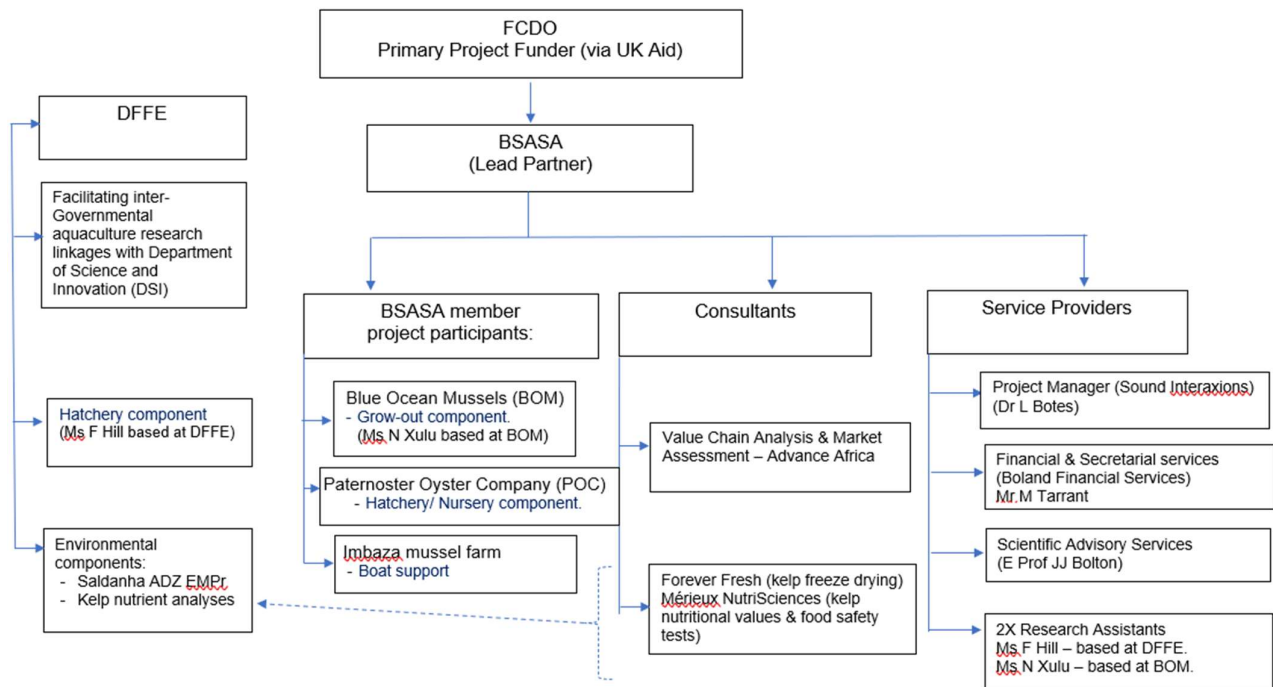 FCDO
Primary Project Funder (via UK Aid)
BSASA
(Lead Partner)
DFFE
Facilitating inter-
Governmental
aquaculture research
linkages with Department
of Science and
Innovation (DSI)
Hatchery component
(Ms F Hill based at DFFE)
Environmental
components:
- Saldanha ADZ EMPr
- Kelp nutrient analyses
BSASA member
project participants:
Blue Ocean Mussels (BOM)
- Grow-out component.
(Ms N Xulu based at BOM)
Paternoster Oyster Company (POC)
- Hatchery/ Nursery component.
Imbaza mussel farm
- Boat support
Consultants
Value Chain Analysis & Market
Assessment – Advance Africa
Forever Fresh (kelp freeze drying)
Mérieux NutriSciences (kelp
nutritional values & food safety
tests)
Service Providers
Project Manager (Sound Interaxions)
(Dr L Botes)
Financial & Secretarial services
(Boland Financial Services)
Mr M Tarrant
Scientific Advisory Services
(E Prof JJ Bolton)
2X Research Assistants
Ms F Hill – based at DFFE.
Ms N Xulu – based at BOM.